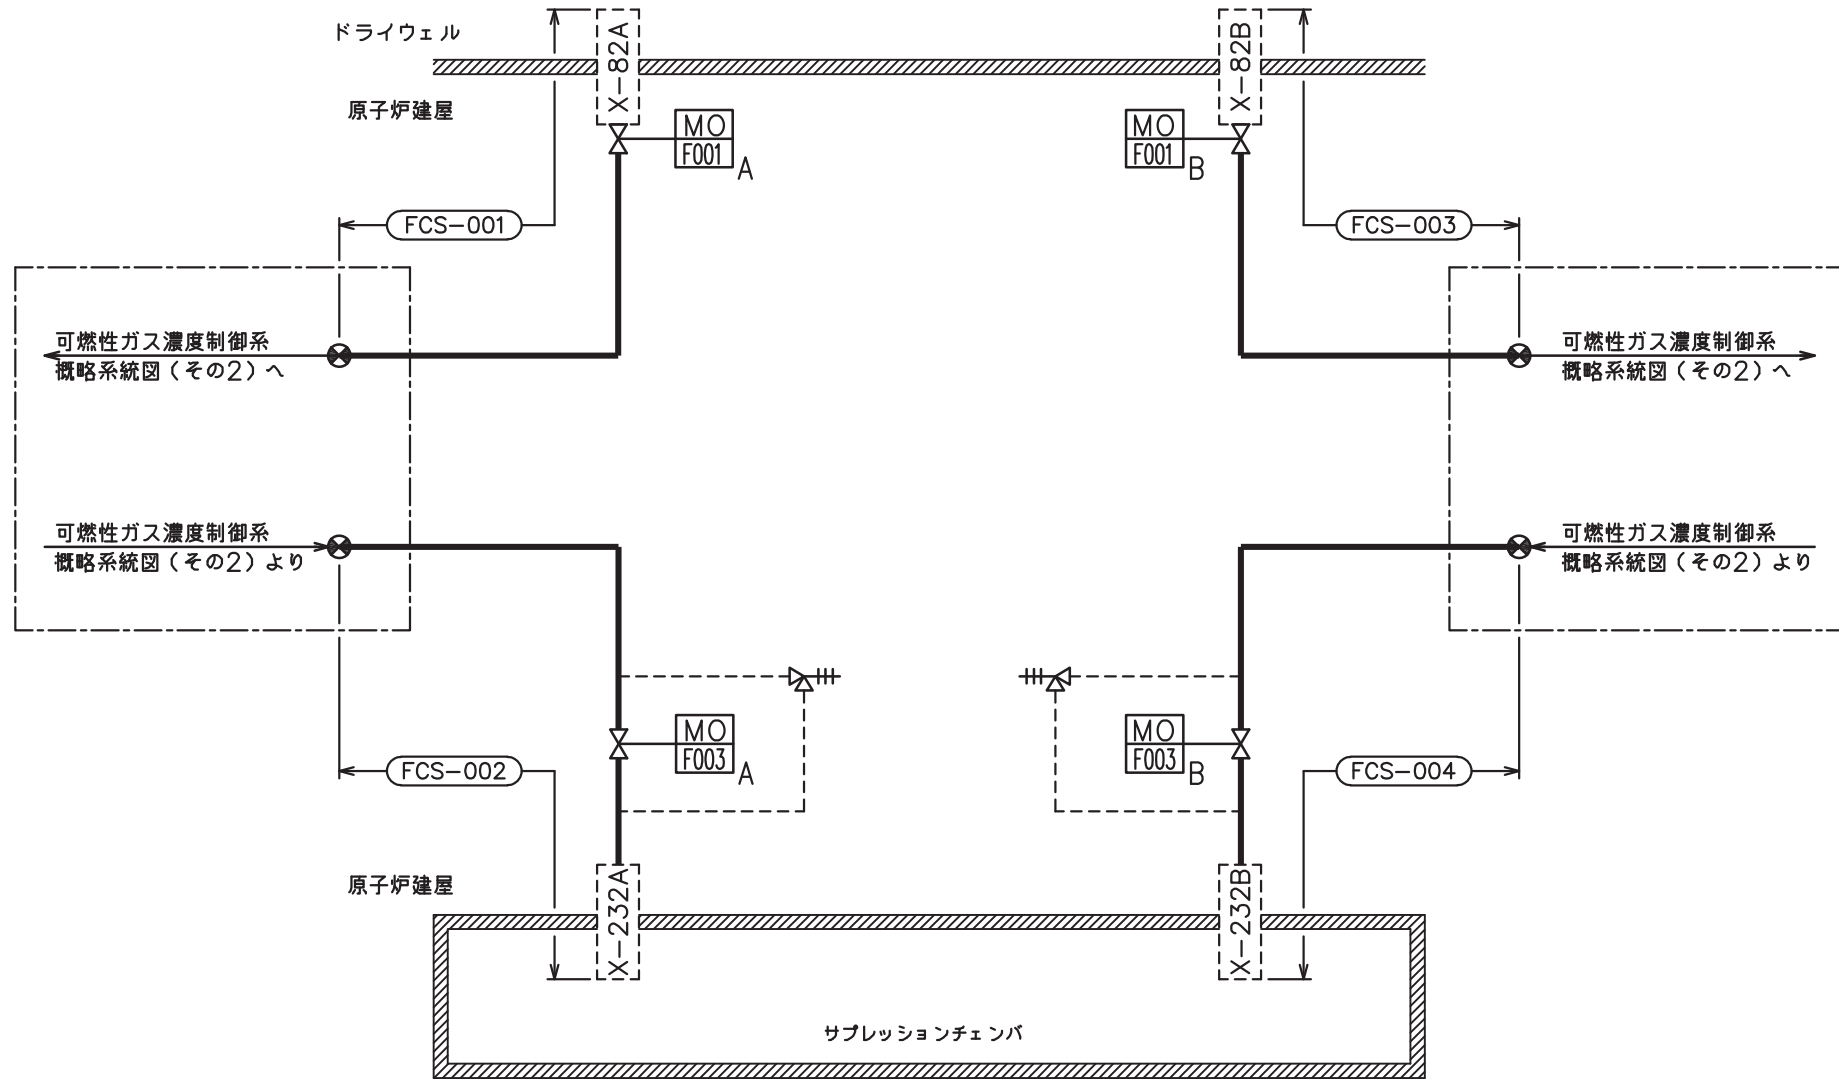 ドライウェル
X-82A
X-82B
原子炉建屋
MO
F001
A
MO
F001
B
FCS-001
FCS-003
可燃性ガス濃度制御系
概略系統図(その2)へ
可燃性ガス濃度制御系
概略系統図(その2)へ
可燃性ガス濃度制御系
概略系統図(その2)より
可燃性ガス濃度制御系
概略系統図(その2)より
MO
F003
A
MO
F003
B
FCS-002
FCS-004
原子炉建屋
X-232A
X-232B
サプレッションチェンバ